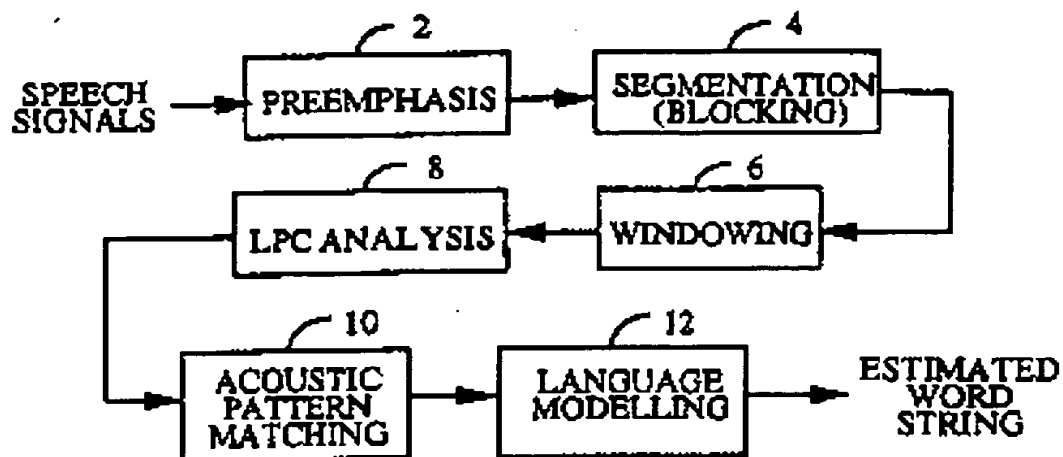 2
4
SPEECH
SIGNALS
PREEMPHASIS
SEGMENTATION
(BLOCKING)
8
6
LPC ANALYSIS
WINDOWING
10
12
ACOUSTIC
PATTERN
MATCHING
LANGUAGE
MODELLING
ESTIMATED
WORD
STRING